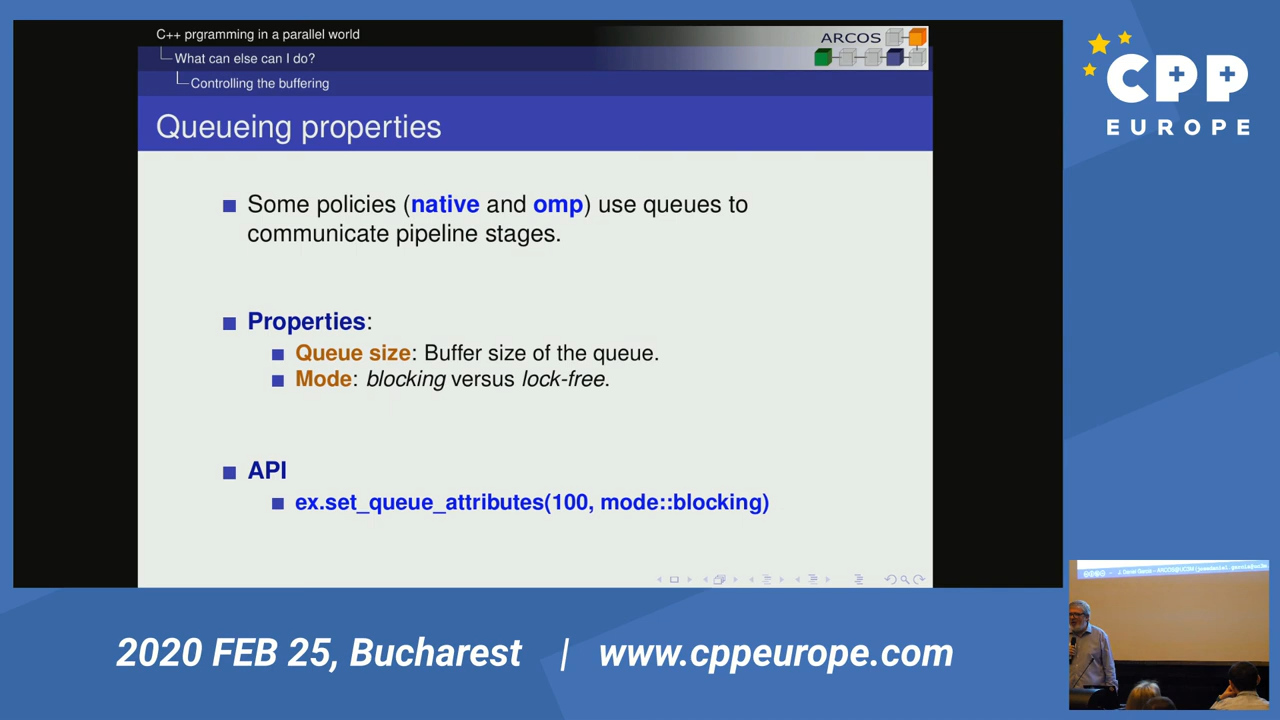 C++ prgramming in a parallel world
What can else can I do?
Controlling the buffering
ARCOS
Queueing properties
Some policies (native and omp) use queues to
communicate pipeline stages.
Properties:
Queue size: Buffer size of the queue.
Mode: blocking versus lock-free.
API
ex.set_queue_attributes(100, mode::blocking)
CPP
EUROPE
2020 FEB 25, Bucharest | www.cppeurope.com